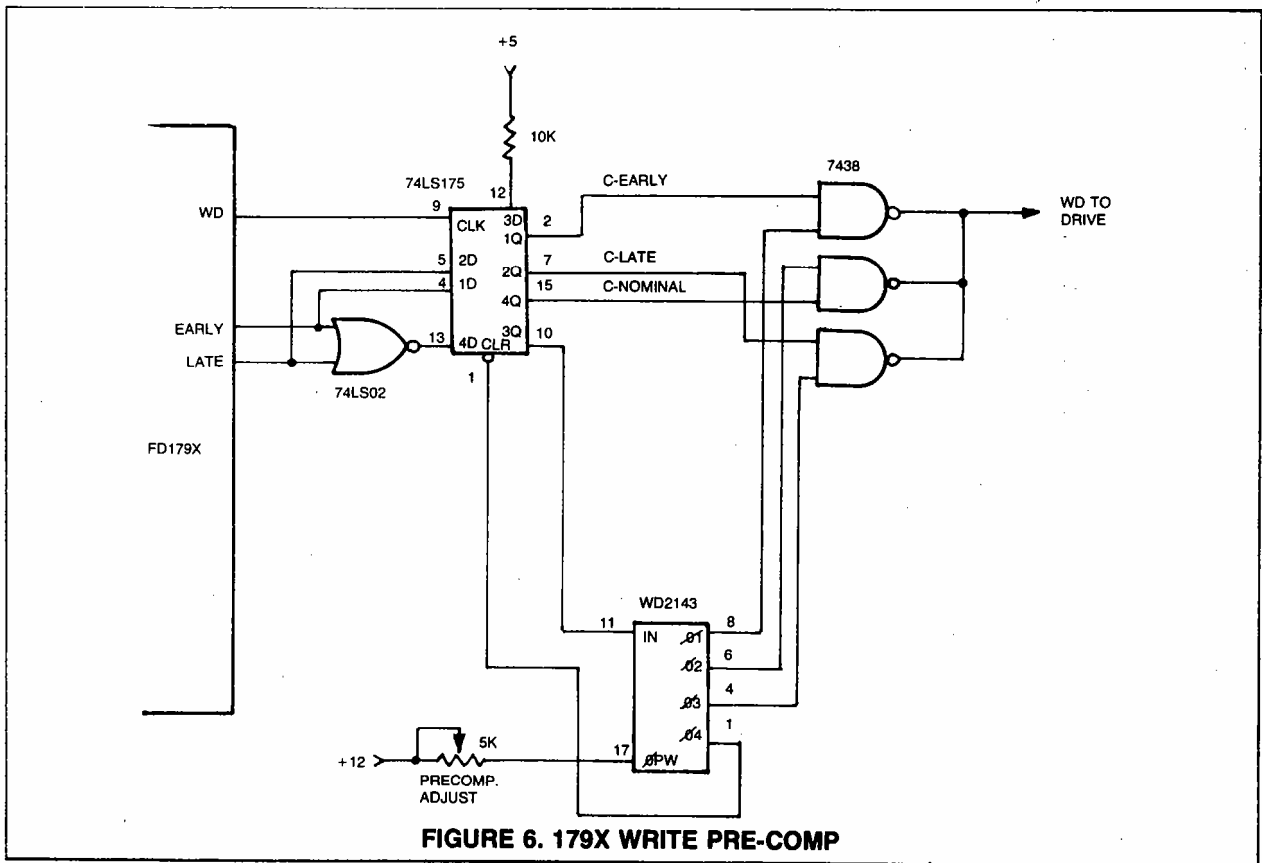 +5
10K
7438
74LS175
12
C-EARLY
WD
9
CLK
3D
2
1Q
WD TO
DRIVE
5
2D
7
C-LATE
2Q
4
1D
15
C-NOMINAL
4Q
EARLY
3Q
10
13
4D
CLR
LATE
1
74LS02
FD179X
WD2143
11
IN
Ø1
8
Ø2
6
Ø3
4
Ø4
1
+12
5K
17
ØPW
PRECOMP.
ADJUST
FIGURE 6. 179X WRITE PRE-COMP